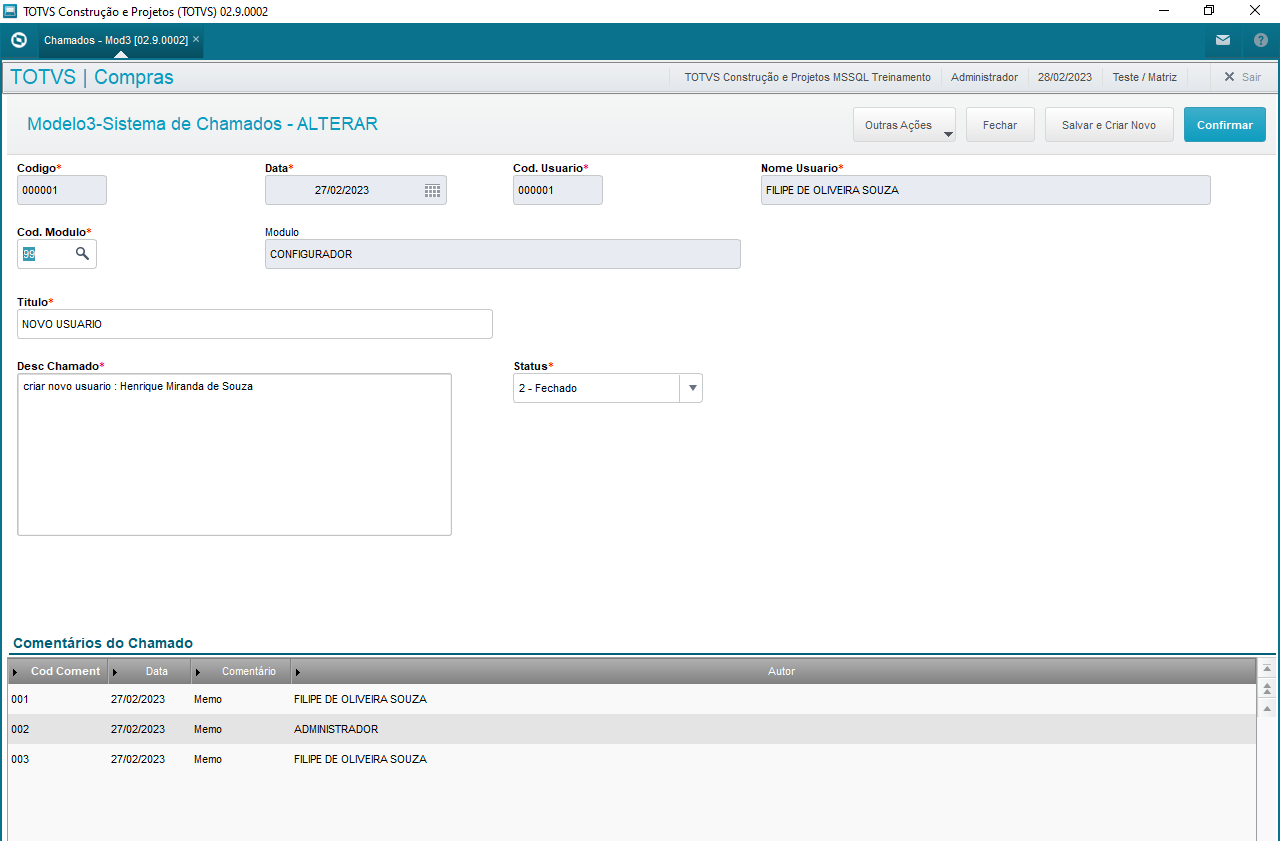 TOTVS Construção e Projetos (TOTVS) 02.9.0002
Chamados - Mod3 [02.9.0002] ×
TOTVS | Compras
TOTVS Construção e Projetos MSSQL Treinamento
Administrador
28/02/2023
Teste / Matriz
Sair
Modelo3-Sistema de Chamados - ALTERAR
Outras Ações
Fechar
Salvar e Criar Novo
Confirmar
Codigo*
Data*
Cod. Usuario*
Nome Usuario*
000001
27/02/2023
000001
FILIPE DE OLIVEIRA SOUZA
Cod. Modulo*
Modulo
99
CONFIGURADOR
Titulo*
NOVO USUARIO
Desc Chamado*
Status*
criar novo usuario : Henrique Miranda de Souza
2 - Fechado
Comentários do Chamado
Cod Coment Data Comentário Autor
001 27/02/2023 Memo FILIPE DE OLIVEIRA SOUZA
002 27/02/2023 Memo ADMINISTRADOR
003 27/02/2023 Memo FILIPE DE OLIVEIRA SOUZA